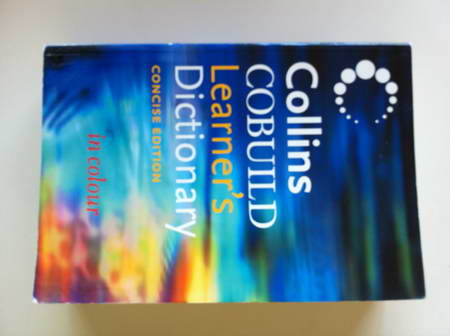 Collins
COBUILD
Learner's
Dictionary
CONCISE EDITION
in colour